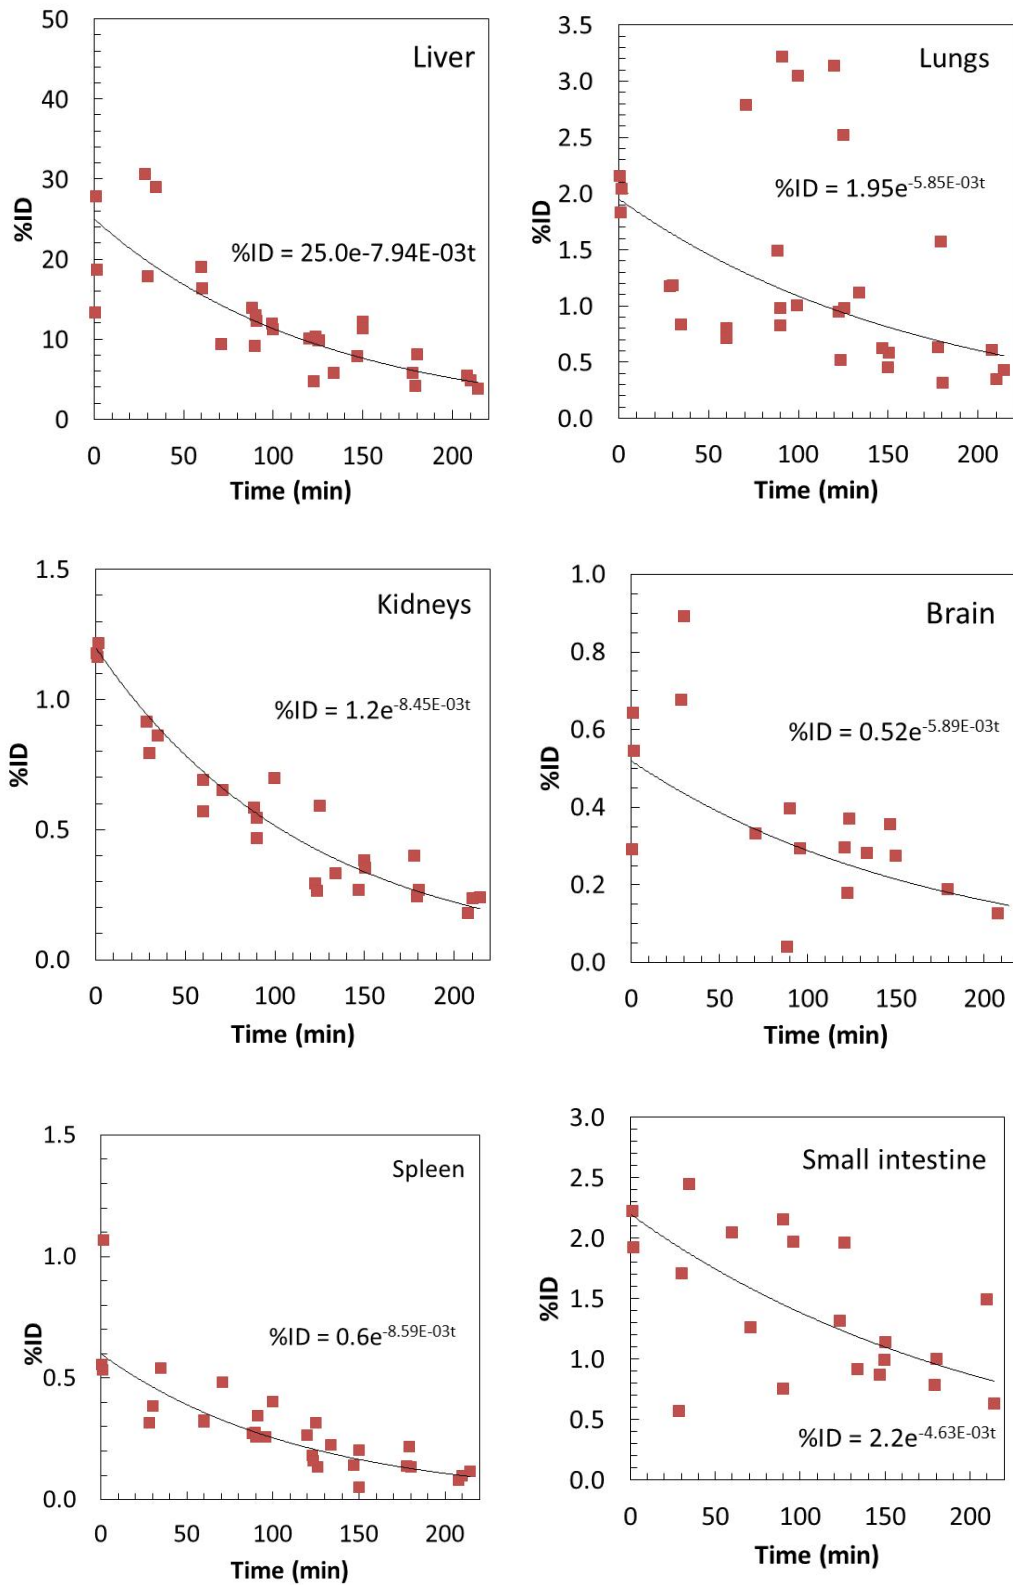 Liver
50
40
30
20
10
0
%ID
%ID = 25.0e-7.94E-03t
0 50 100 150 200
Time (min)
Lungs
3.5
3.0
2.5
2.0
1.5
1.0
0.5
0.0
%ID
%ID = 1.95e-5.85E-03t
0 50 100 150 200
Time (min)
Kidneys
1.5
1.0
0.5
0.0
%ID
%ID = 1.2e-8.45E-03t
0 50 100 150 200
Time (min)
Brain
1.0
0.8
0.6
0.4
0.2
0.0
%ID
%ID = 0.52e-5.89E-03t
0 50 100 150 200
Time (min)
Spleen
1.5
1.0
0.5
0.0
%ID
%ID = 0.6e-8.59E-03t
0 50 100 150 200
Time (min)
Small intestine
3.0
2.5
2.0
1.5
1.0
0.5
0.0
%ID
%ID = 2.2e-4.63E-03t
0 50 100 150 200
Time (min)